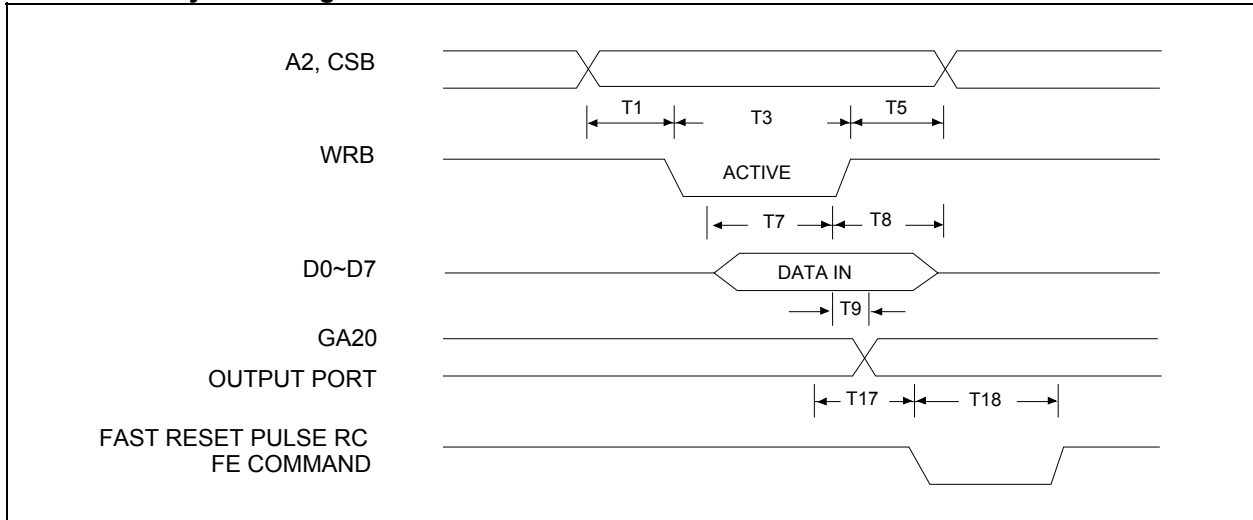 A2, CSB
T1
T3
T5
WRB
ACTIVE
T7
T8
D0~D7
DATA IN
T9
GA20
OUTPUT PORT
T17
T18
FAST RESET PULSE RC
FE COMMAND